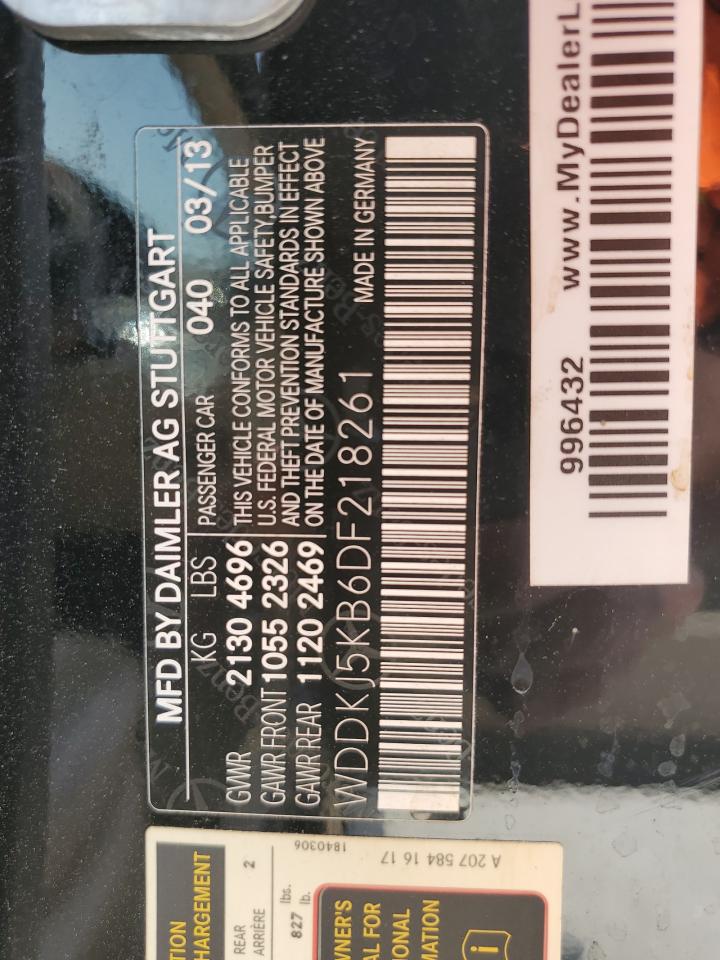 MFD BY DAIMLER AG STUTTGART
KG LBS PASSENGER CAR 040 03/13
GWR 2130 4696 THIS VEHICLE CONFORMS TO ALL APPLICABLE
GAWR FRONT 1055 2326 U.S. FEDERAL MOTOR VEHICLE SAFETY, BUMPER
GAWR REAR 1120 2469 AND THEFT PREVENTION STANDARDS IN EFFECT
ON THE DATE OF MANUFACTURE SHOWN ABOVE
WDDKJ5KB6DF218261 MADE IN GERMANY
996432 www.MyDealerL
HARGEMENT
REAR 2
ARRIÈRE
lbs.
827 lb.
1840306
A 207 584 16 17
WNER'S
AL FOR
IONAL
MATION
i